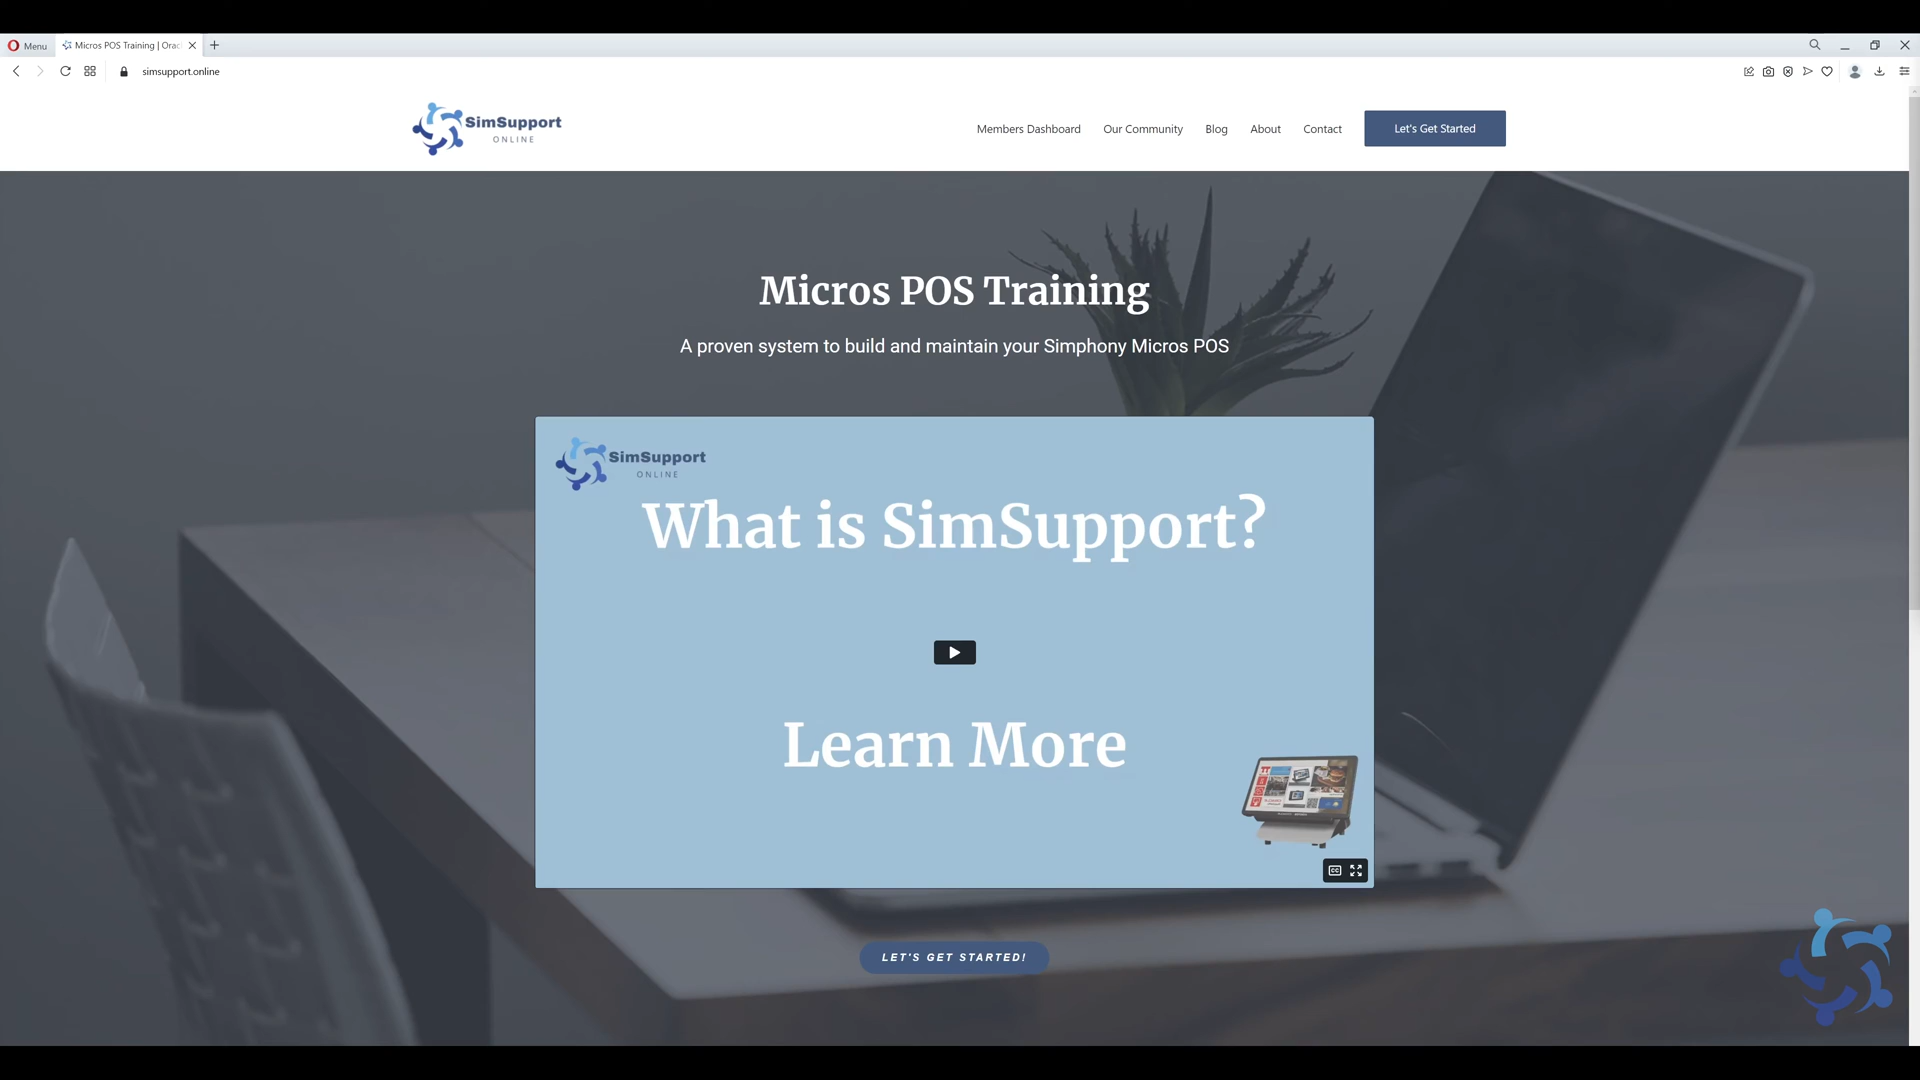 Menu
Micros POS Training | Orac
simsupport.online
SimSupport
ONLINE
Members Dashboard
Our Community
Blog
About
Contact
Let's Get Started
Micros POS Training
A proven system to build and maintain your Simphony Micros POS
SimSupport
ONLINE
What is SimSupport?
Learn More
CC
LET'S GET STARTED!